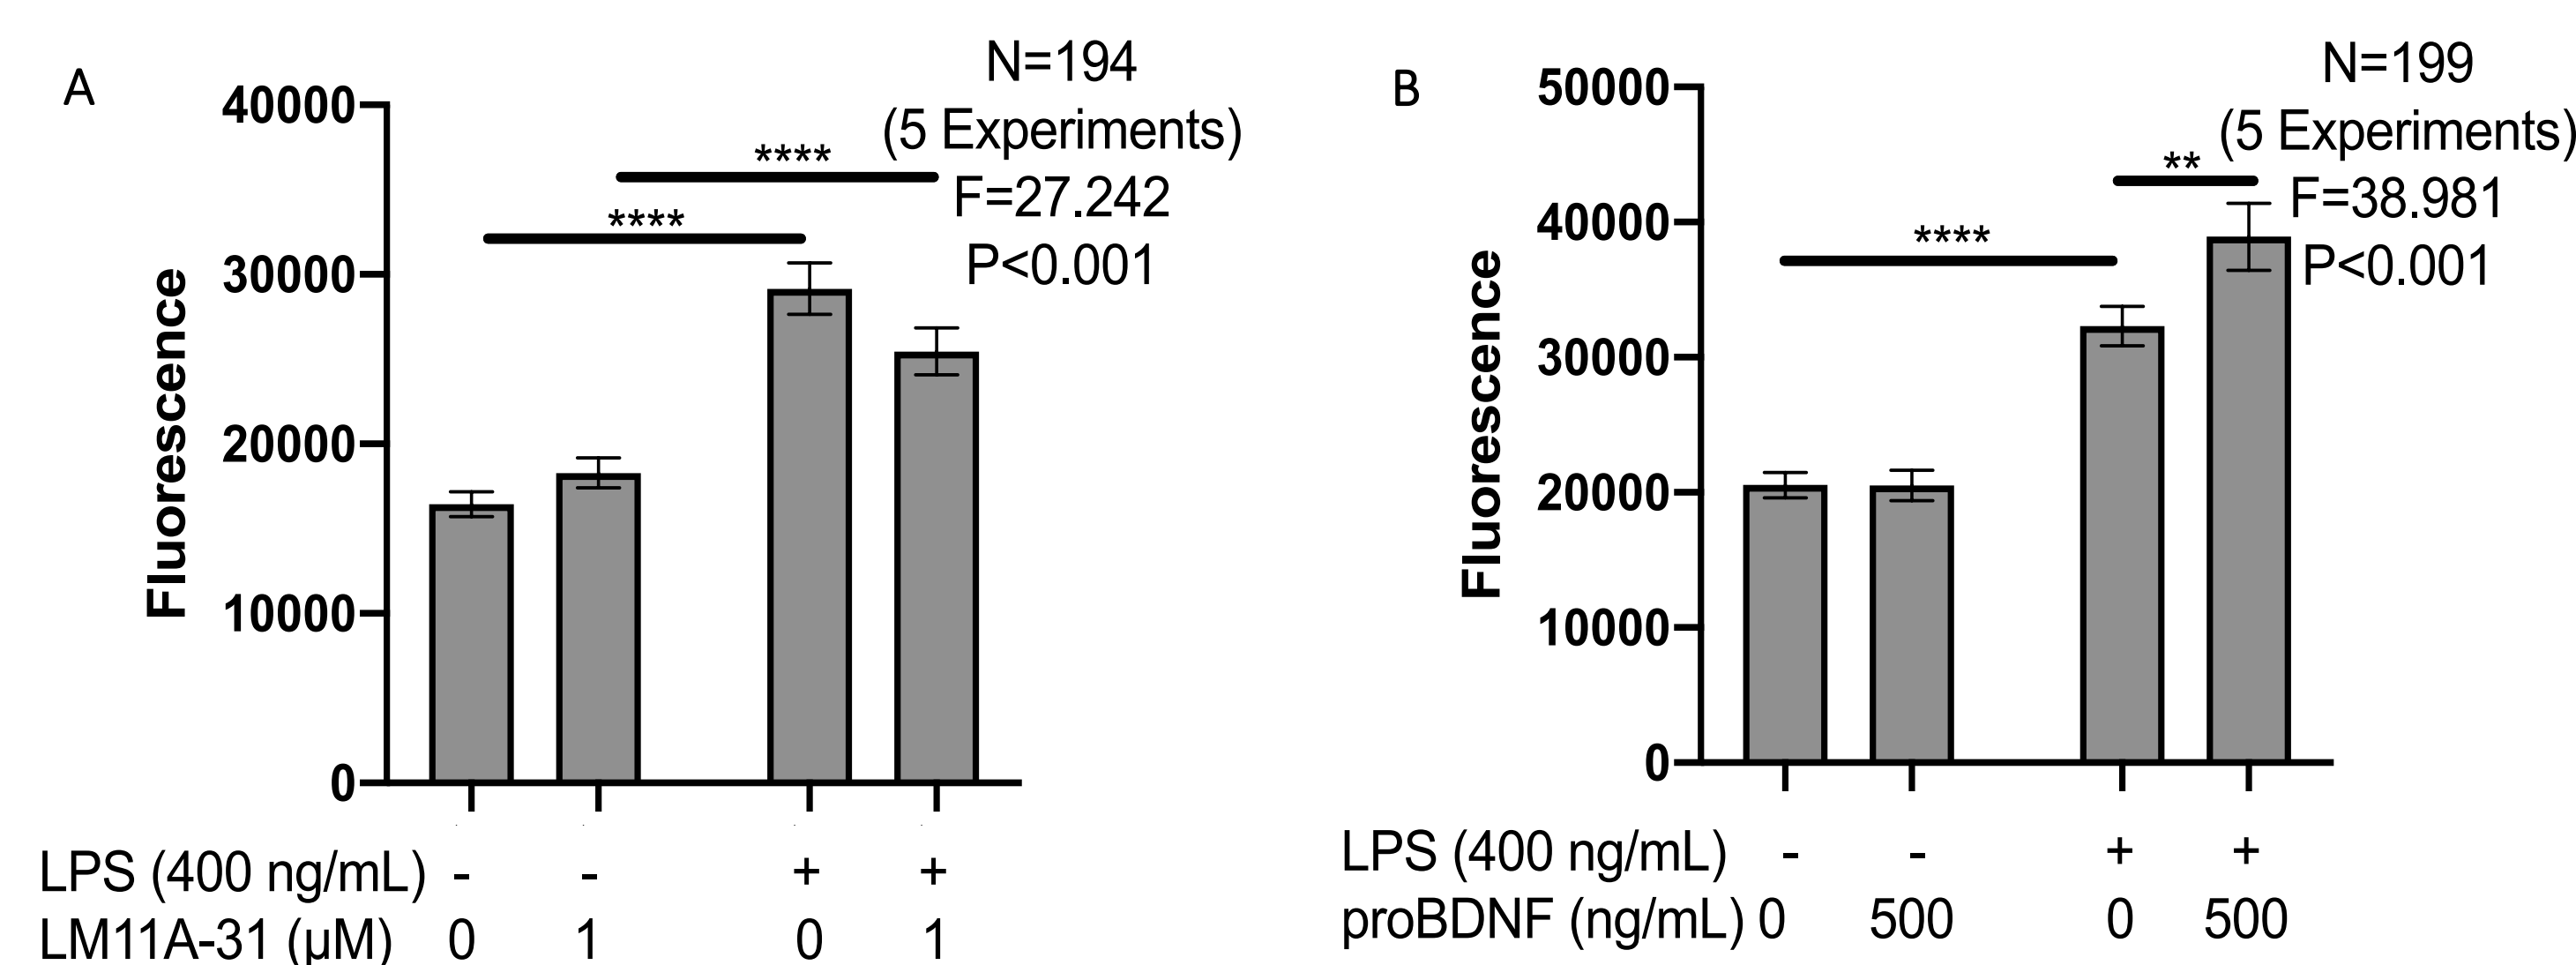 A
N=194
(5 Experiments)
F=27.242
P<0.001
****
****
40000
30000
20000
10000
0
Fluorescence
LPS (400 ng/mL) - - + +
LM11A-31 (μM) 0 1 0 1
B
N=199
(5 Experiments)
F=38.981
P<0.001
**
****
50000
40000
30000
20000
10000
0
Fluorescence
LPS (400 ng/mL) - - + +
proBDNF (ng/mL) 0 500 0 500